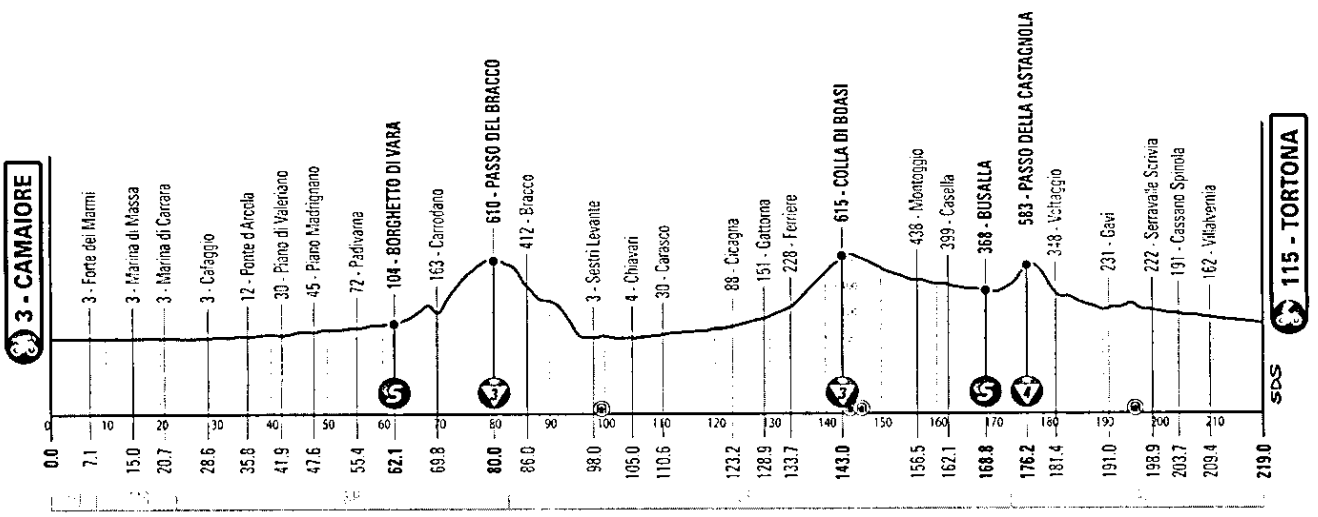 3 - CAMAIORE
3 - Forte dei Marmi
3 - Marina di Massa
3 - Marina di Carrara
3 - Cafaggio
12 - Ponte d'Arcola
30 - Piano di Valeriano
45 - Piano Madrignano
72 - Padivarma
104 - BORGHETTO DI VARA
163 - Carrodano
610 - PASSO DEL BRACCO
412 - Bracco
3 - Sestri Levante
4 - Chiavari
30 - Carasco
88 - Cicagna
151 - Gattorna
228 - Ferriere
615 - COLLA DI BOASI
438 - Montoggio
399 - Casella
368 - BUSALLA
583 - PASSO DELLA CASTAGNOLA
348 - Voltaggio
231 - Gavi
222 - Serravalle Scrivia
191 - Cassano Spinola
162 - Villalvernia
115 - TORTONA
S
3
3
S
4
SDS
0 10 20 30 40 50 60 70 80 90 100 110 120 130 140 150 160 170 180 190 200 210
0.0 7.1 15.0 20.7 28.6 35.8 41.9 47.6 55.4 62.1 69.8 80.0 86.0 98.0 105.0 110.6 123.2 128.9 133.7 143.0 156.5 162.1 168.8 176.2 181.4 191.0 198.9 203.7 209.4 219.0